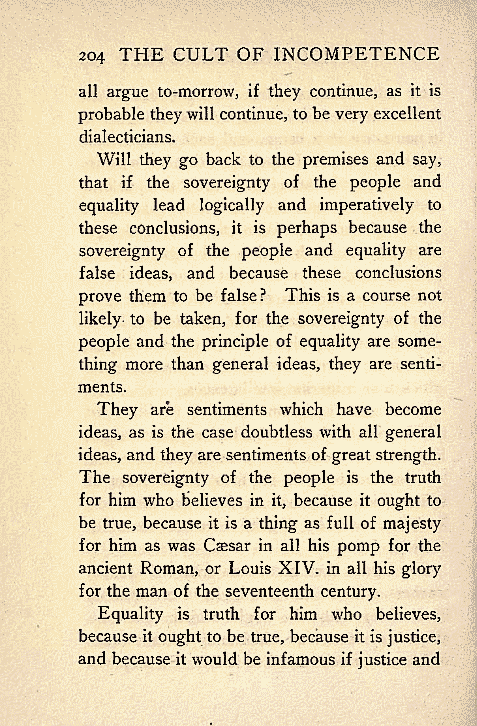 204 THE CULT OF INCOMPETENCE
all argue to-morrow, if they continue, as it is
probable they will continue, to be very excellent
dialecticians.
Will they go back to the premises and say,
that if the sovereignty of the people and
equality lead logically and imperatively to
these conclusions, it is perhaps because the
sovereignty of the people and equality are
false ideas, and because these conclusions
prove them to be false? This is a course not
likely to be taken, for the sovereignty of the
people and the principle of equality are some-
thing more than general ideas, they are senti-
ments.
They are sentiments which have become
ideas, as is the case doubtless with all general
ideas, and they are sentiments of great strength.
The sovereignty of the people is the truth
for him who believes in it, because it ought to
be true, because it is a thing as full of majesty
for him as was Cæsar in all his pomp for the
ancient Roman, or Louis XIV. in all his glory
for the man of the seventeenth century.
Equality is truth for him who believes,
because it ought to be true, because it is justice,
and because it would be infamous if justice and